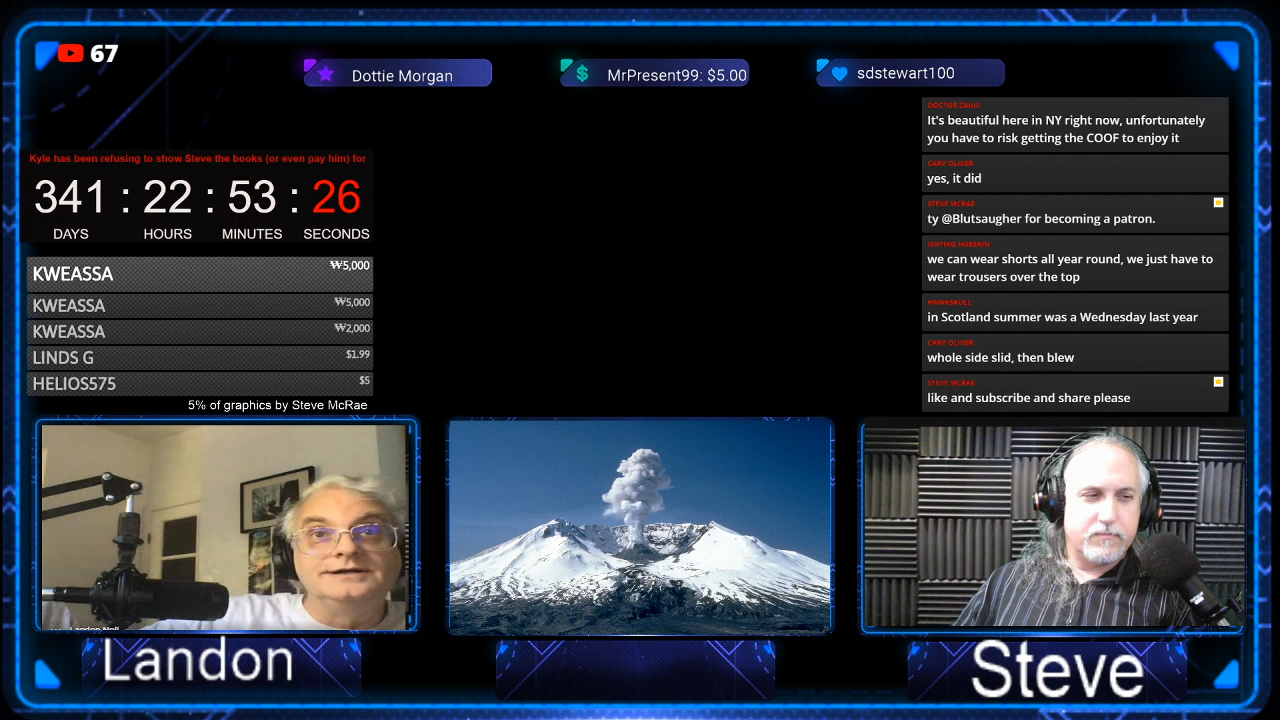 67
Dottie Morgan
MrPresent99: $5.00
sdstewart100
Kyle has been refusing to show Steve the books (or even pay him) for
341 : 22 : 53 : 26
DAYS HOURS MINUTES SECONDS
KWEASSA ₩5,000
KWEASSA ₩5,000
KWEASSA ₩2,000
LINDS G $1.99
HELIOS575 $5
5% of graphics by Steve McRae
DOCTOR ZAIUS
It's beautiful here in NY right now, unfortunately
you have to risk getting the COOF to enjoy it
CARY OLIVER
yes, it did
STEVE MCRAE
ty @Blutsaugher for becoming a patron.
ISHTIAQ HUSSAIN
we can wear shorts all year round, we just have to
wear trousers over the top
HAWKSKULL
in Scotland summer was a Wednesday last year
CARY OLIVER
whole side slid, then blew
STEVE MCRAE
like and subscribe and share please
Landon
Steve